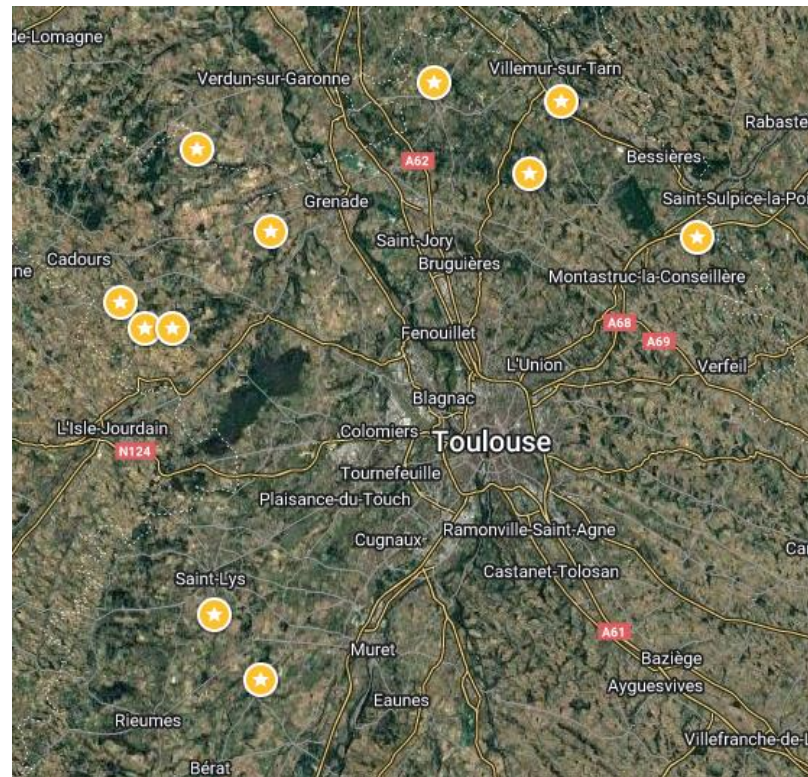 de-Lomagne
Verdun-sur-Garonne
Villemur-sur-Tarn
Rabaste
A62
Bessières
Grenade
Saint-Sulpice-la-Poi
Saint-Jory
Cadours
Bruguières
ne
Montastruc-la-Conseillère
Fenouillet
A68
A69
L'Union
Verfeil
Blagnac
L'Isle-Jourdain
Colomiers
Toulouse
N124
Tournefeuille
Plaisance-du-Touch
Ramonville-Saint-Agne
Cugnaux
Ca
Saint-Lys
Castanet-Tolosan
A61
Muret
Baziège
Ayguesvives
Eaunes
Rieumes
Villefranche-de-L
Bérat